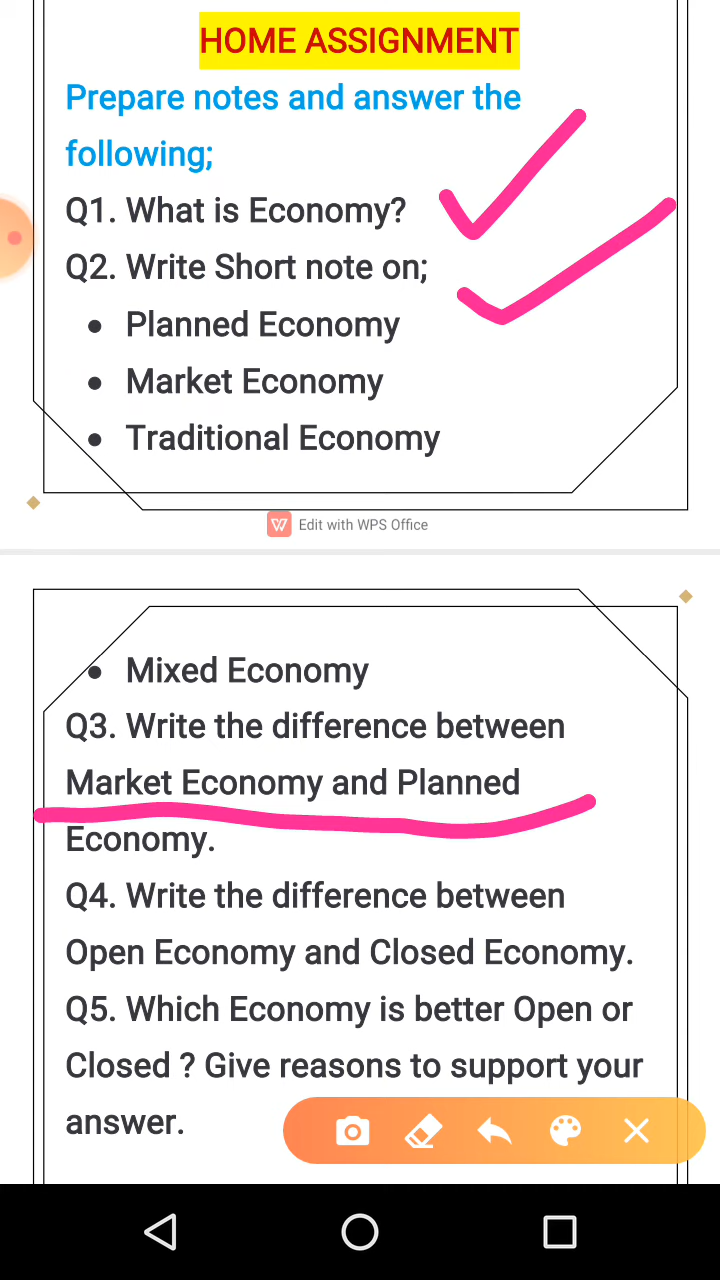 HOME ASSIGNMENT
Prepare notes and answer the
following;
Q1. What is Economy?
Q2. Write Short note on;
• Planned Economy
• Market Economy
• Traditional Economy
Edit with WPS Office
• Mixed Economy
Q3. Write the difference between
Market Economy and Planned
Economy.
Q4. Write the difference between
Open Economy and Closed Economy.
Q5. Which Economy is better Open or
Closed ? Give reasons to support your
answer.